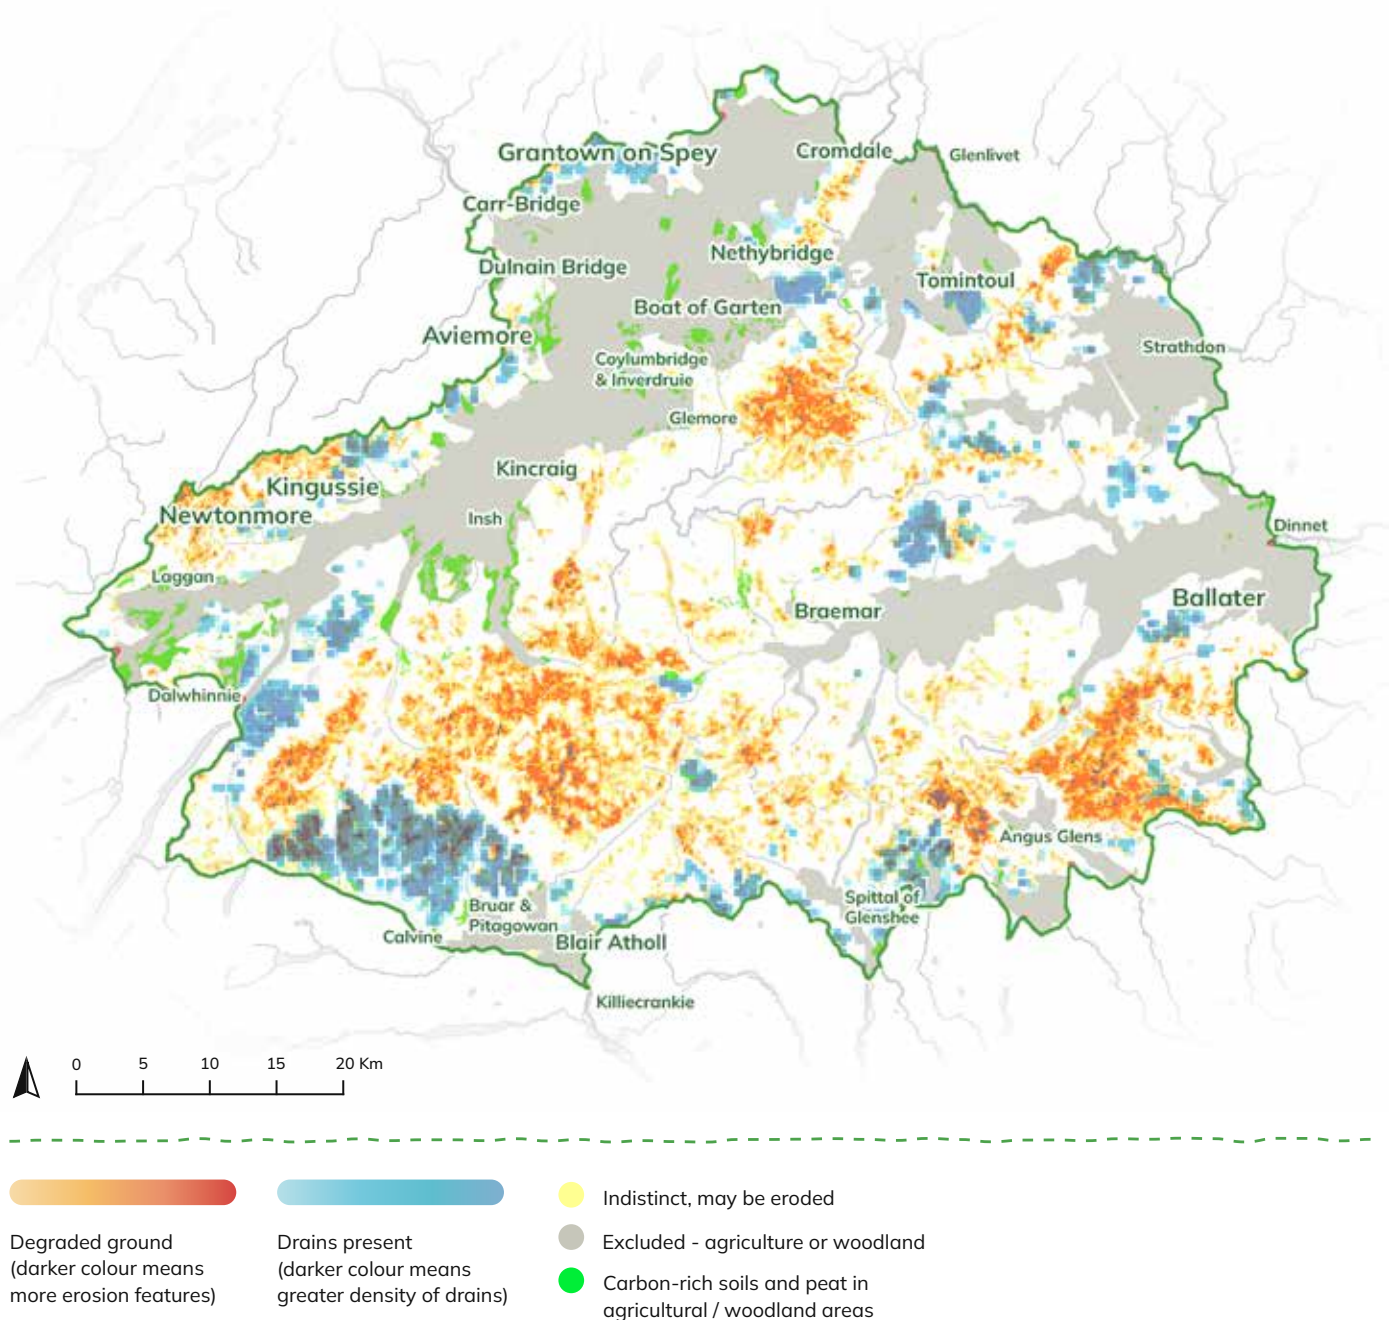 Grantown on Spey
Cromdale
Glenlivet
Carr-Bridge
Nethybridge
Dulnain Bridge
Tomintoul
Boat of Garten
Aviemore
Strathdon
Coylumbridge
& Inverdruie
Glemore
Kincraig
Kingussie
Newtonmore
Insh
Dinnet
Laggan
Ballater
Braemar
Dalwhinnie
Angus Glens
Bruar &
Pitagowan
Spittal of
Glenshee
Calvine
Blair Atholl
Killiecrankie
0 5 10 15 20 Km
Degraded ground
(darker colour means
more erosion features)
Drains present
(darker colour means
greater density of drains)
Indistinct, may be eroded
Excluded - agriculture or woodland
Carbon-rich soils and peat in
agricultural / woodland areas